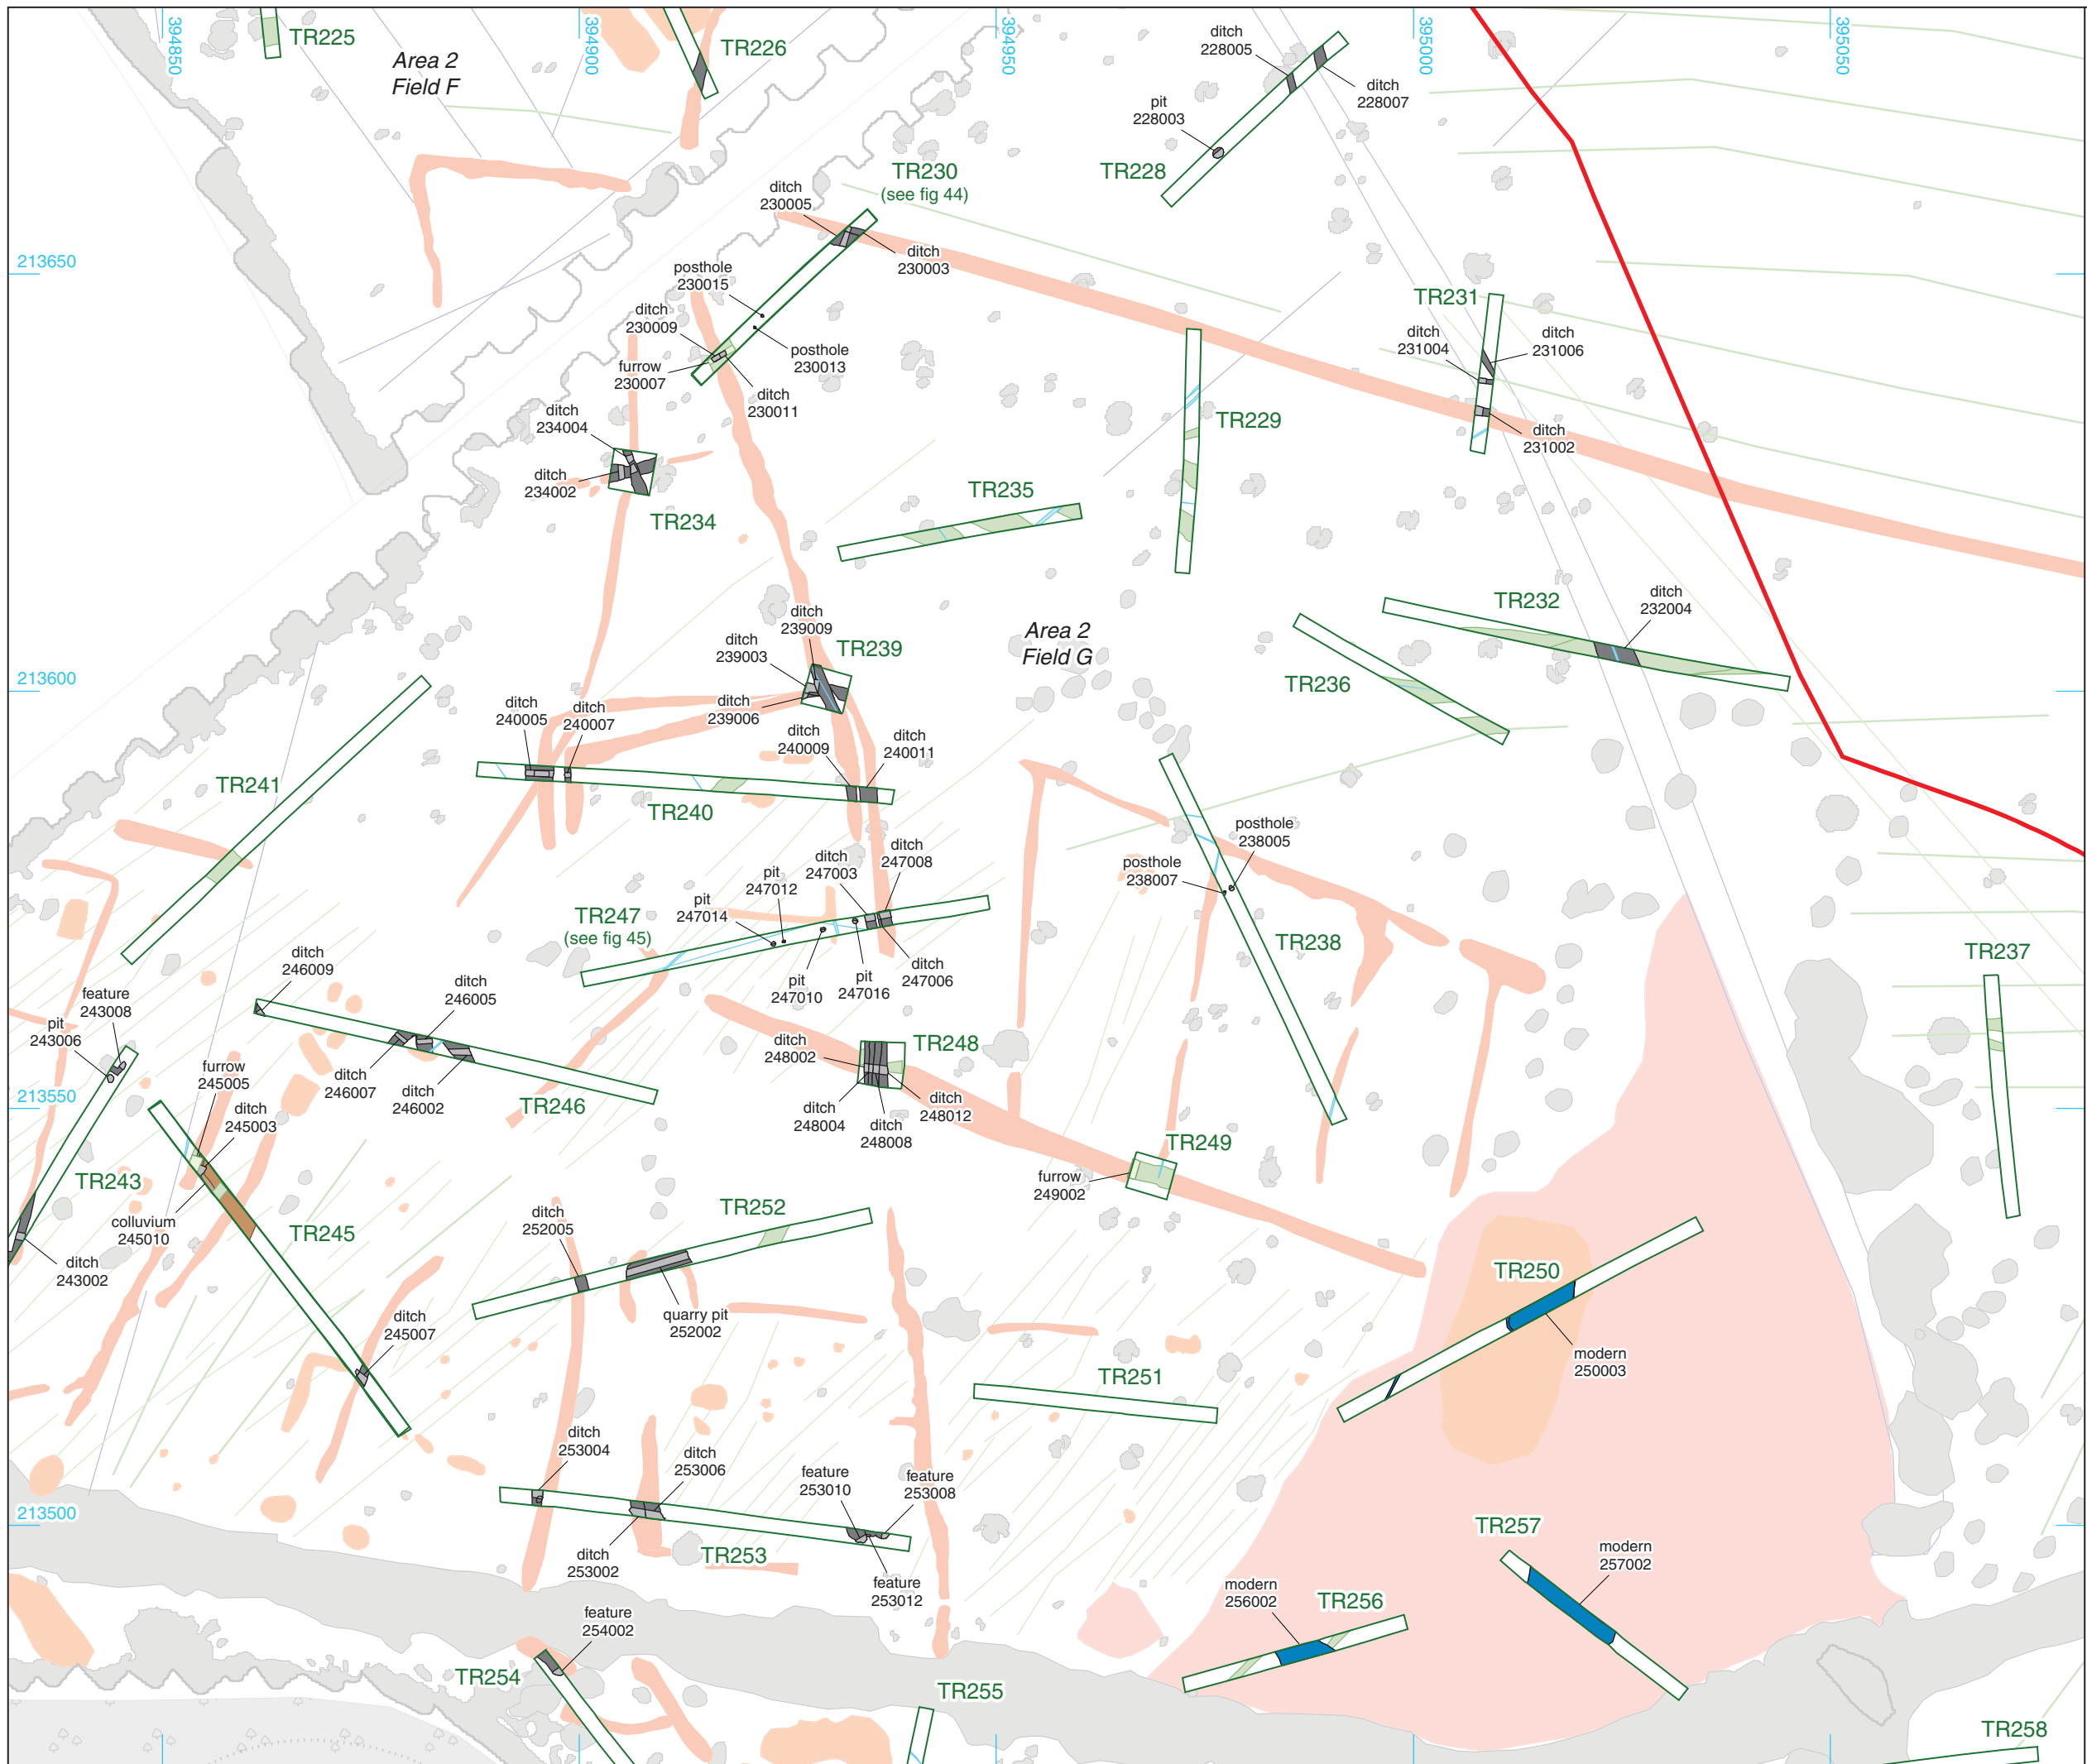 394850
394900
394950
395000
395050
TR225
Area 2
Field F
TR226
ditch
228005
ditch
228007
pit
228003
TR228
TR230
(see fig 44)
ditch
230005
ditch
230003
213650
posthole
230015
ditch
230009
posthole
230013
furrow
230007
ditch
230011
TR231
ditch
231004
ditch
231006
ditch
231002
TR229
ditch
234004
ditch
234002
TR234
TR235
ditch
239009
ditch
239003
TR239
ditch
239006
Area 2
Field G
TR232
ditch
232004
TR236
213600
ditch
240005
ditch
240007
ditch
240009
ditch
240011
TR240
TR241
posthole
238005
posthole
238007
TR238
ditch
247003
ditch
247008
pit
247012
pit
247014
TR247
(see fig 45)
pit
247010
pit
247016
ditch
247006
TR237
ditch
246009
ditch
246005
feature
243008
pit
243006
ditch
246007
ditch
246002
TR246
furrow
245005
ditch
245003
213550
ditch
248002
TR248
ditch
248004
ditch
248008
ditch
248012
TR249
furrow
249002
TR243
colluvium
245010
TR245
ditch
243002
ditch
252005
TR252
quarry pit
252002
ditch
245007
TR250
modern
250003
TR251
ditch
253004
ditch
253006
feature
253010
feature
253008
213500
ditch
253002
TR253
feature
253012
TR257
modern
257002
modern
256002
TR256
feature
254002
TR254
TR255
TR258